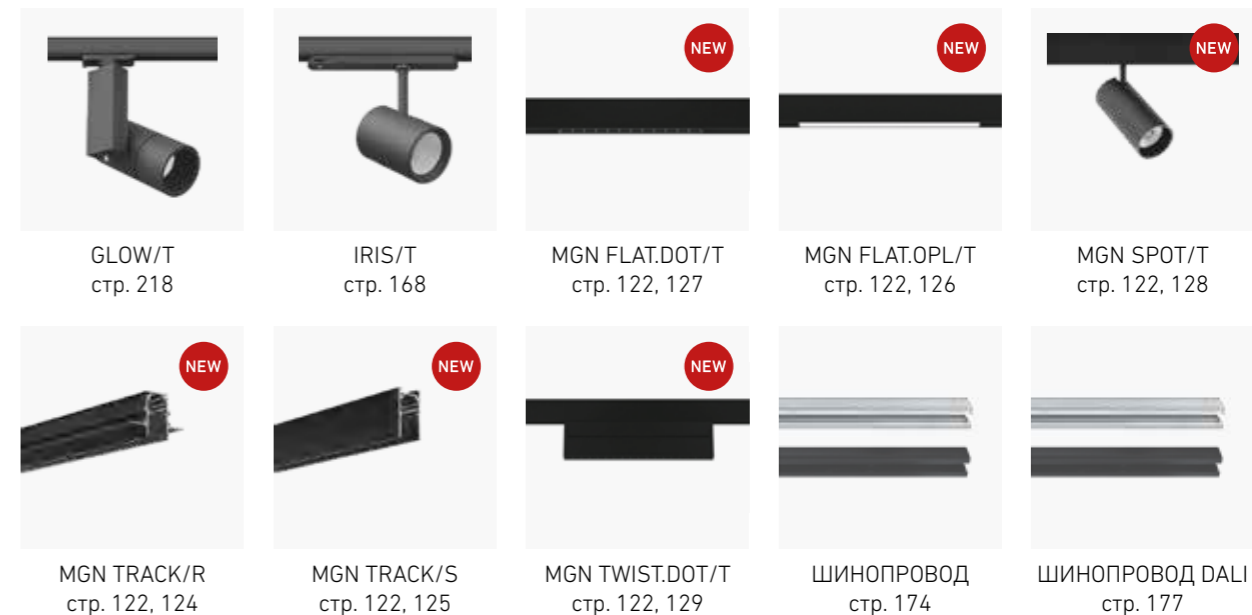 NEW
NEW
NEW
GLOW/T
стр. 218
IRIS/T
стр. 168
MGN FLAT.DOT/T
стр. 122, 127
MGN FLAT.OPL/T
стр. 122, 126
MGN SPOT/T
стр. 122, 128
NEW
NEW
NEW
MGN TRACK/R
стр. 122, 124
MGN TRACK/S
стр. 122, 125
MGN TWIST.DOT/T
стр. 122, 129
ШИНОПРОВОД
стр. 174
ШИНОПРОВОД DALI
стр. 177